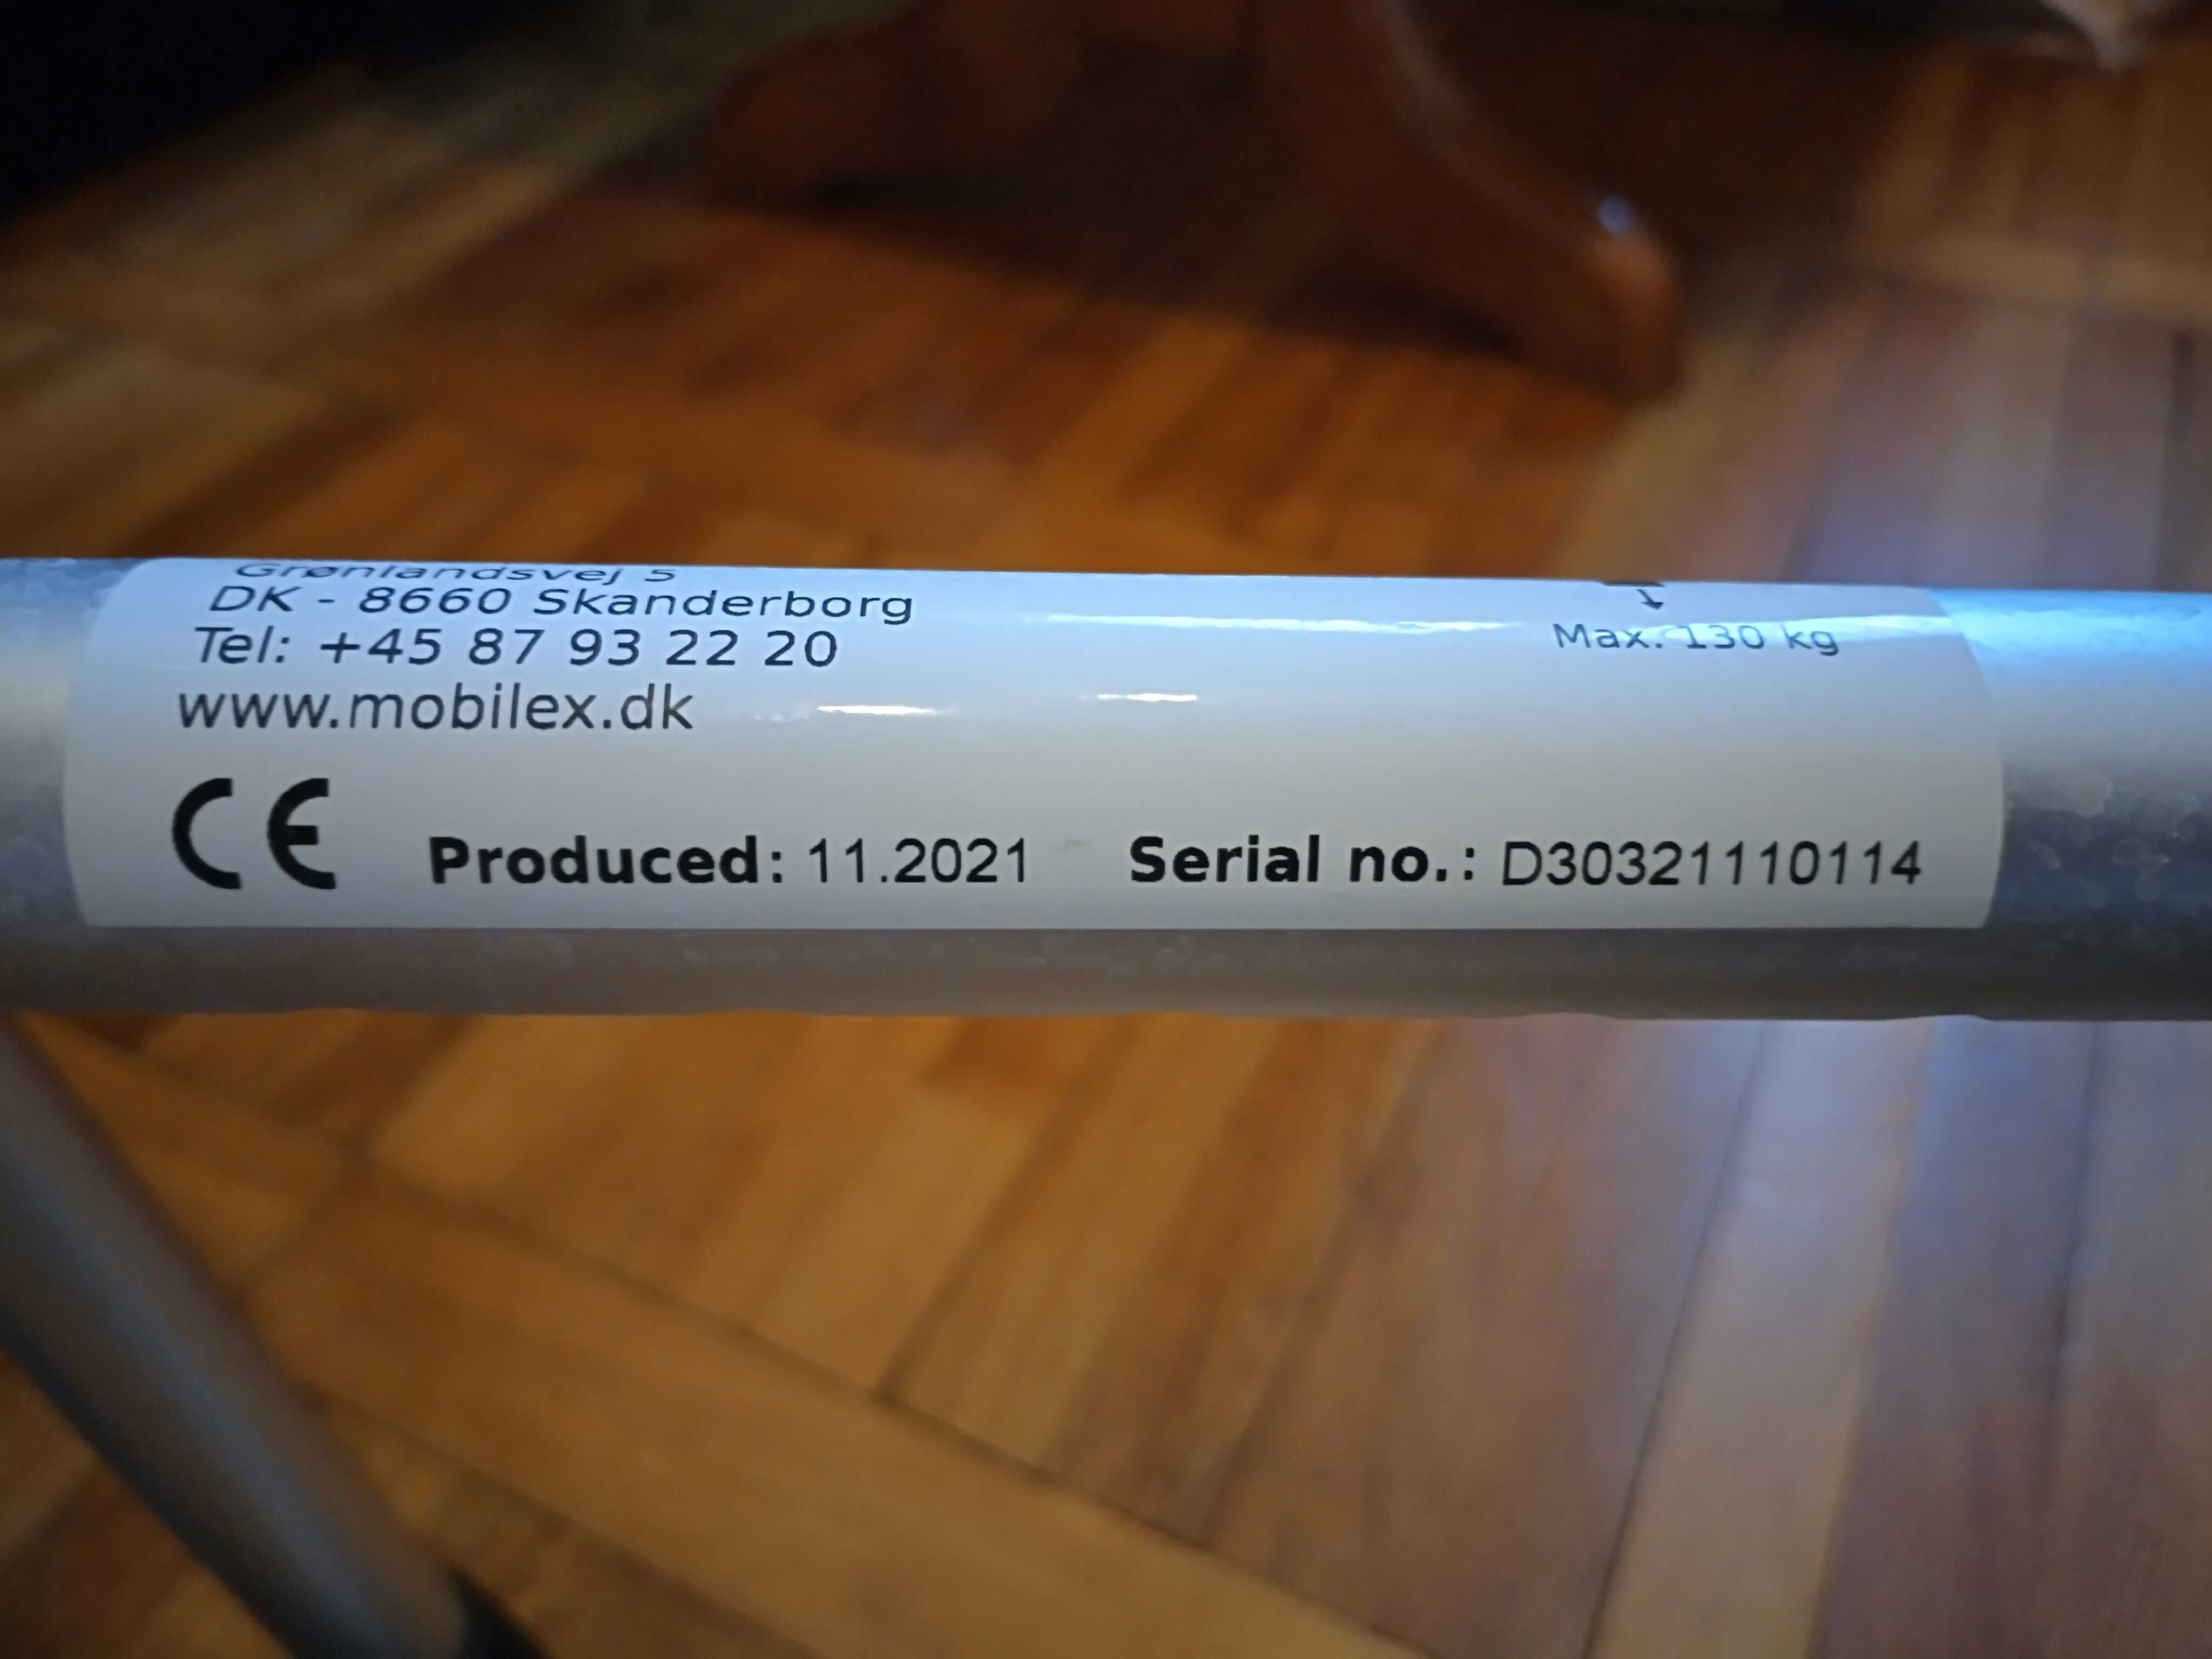 Grønlandsvej 5
DK - 8660 Skanderborg
Tel: +45 87 93 22 20
www.mobilex.dk
Max. 130 kg
CE Produced: 11.2021 Serial no.: D30321110114